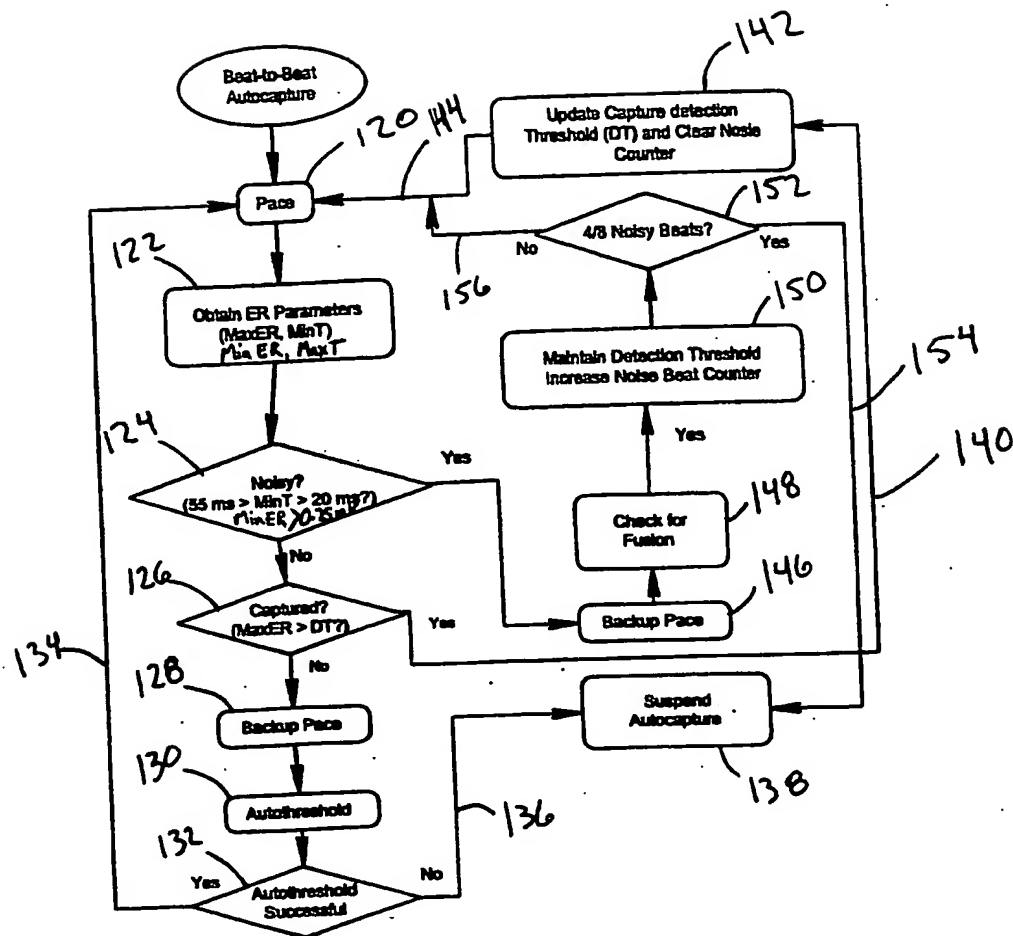 142
Beat-to-Beat
Autocapture
120
144
Update Capture detection
Threshold (DT) and Clear Nosie
Counter
Pace
152
4/8 Noisy Beats?
No
Yes
156
122
Obtain ER Parameters
(MaxER, MinT)
Min ER, MaxT
150
Maintain Detection Threshold
Increase Noise Beat Counter
154
Yes
140
124
Noisy?
(55 ms > MinT > 20 ms?)
Yes
148
Check for
Fusion
No
126
Captured?
(MaxER > DT?)
Yes
146
Backup Pace
134
No
128
Backup Pace
Suspend
Autocapture
138
130
Autothreshold
136
132
Yes
Autothreshold
Successful
No